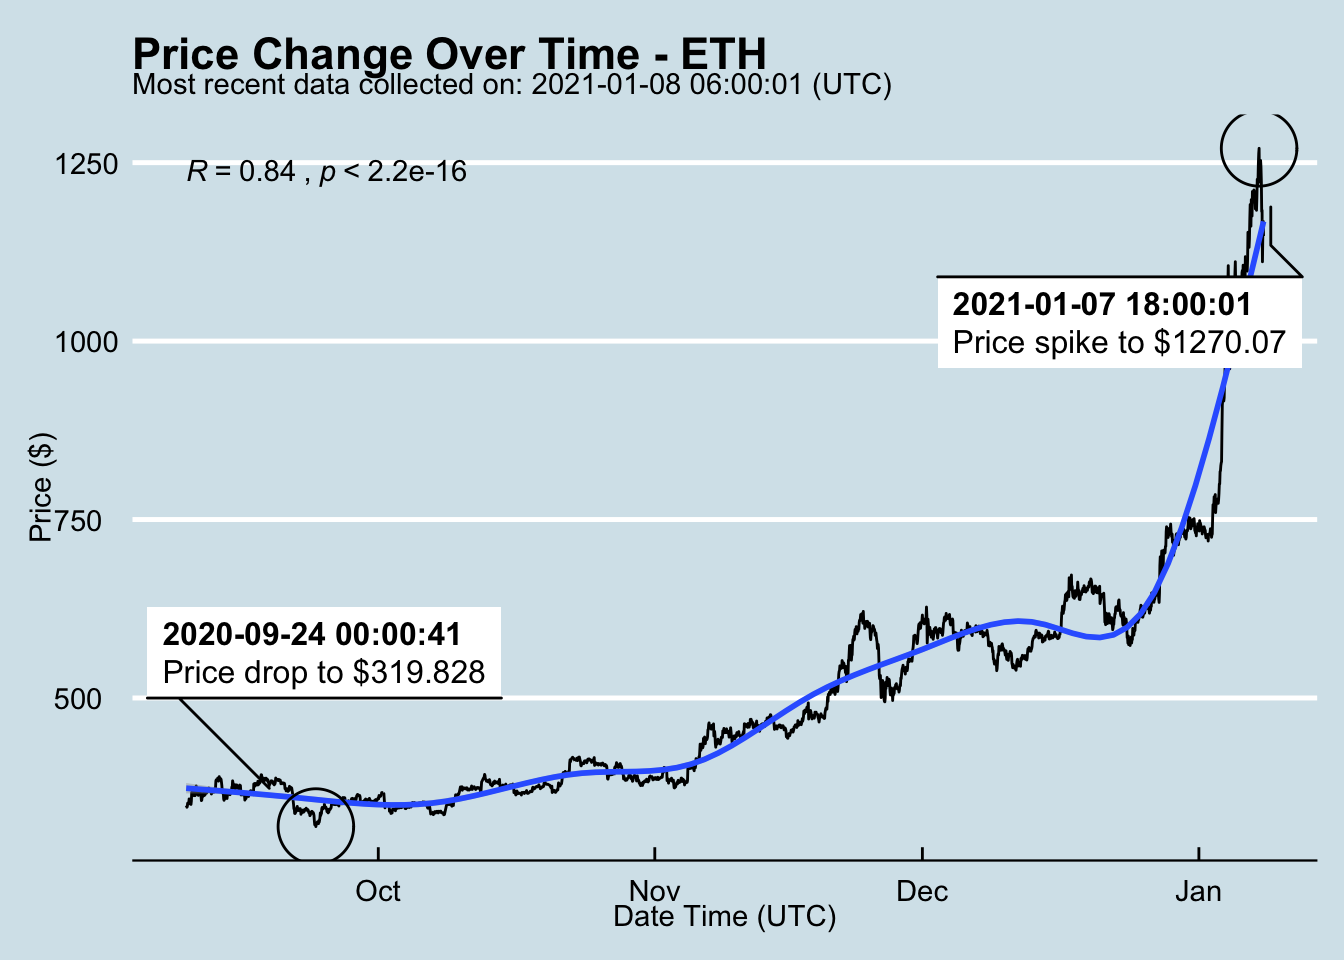 Price Change Over Time - ETH
Most recent data collected on: 2021-01-08 06:00:01 (UTC)
R = 0.84 , p < 2.2e-16
1250
1000
750
500
Price ($)
2021-01-07 18:00:01
Price spike to $1270.07
2020-09-24 00:00:41
Price drop to $319.828
Oct
Nov
Dec
Jan
Date Time (UTC)